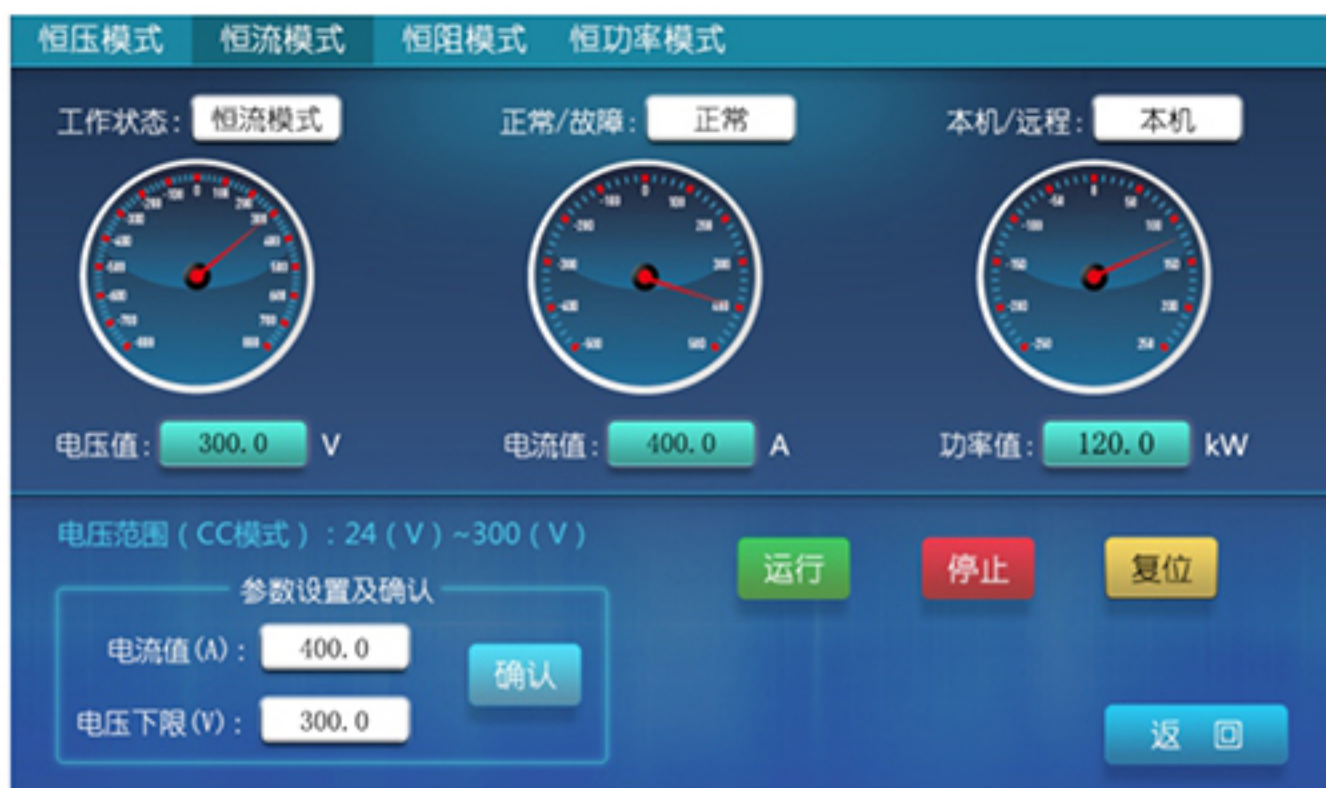 恒压模式 恒流模式 恒阻模式 恒功率模式
工作状态: 恒流模式 正常/故障: 正常 本机/远程: 本机
电压值: 300.0 V 电流值: 400.0 A 功率值: 120.0 kW
电压范围(CC模式):24(V)~300(V)
运行 停止 复位
参数设置及确认
电流值(A): 400.0
确认
电压下限(V): 300.0
返 回